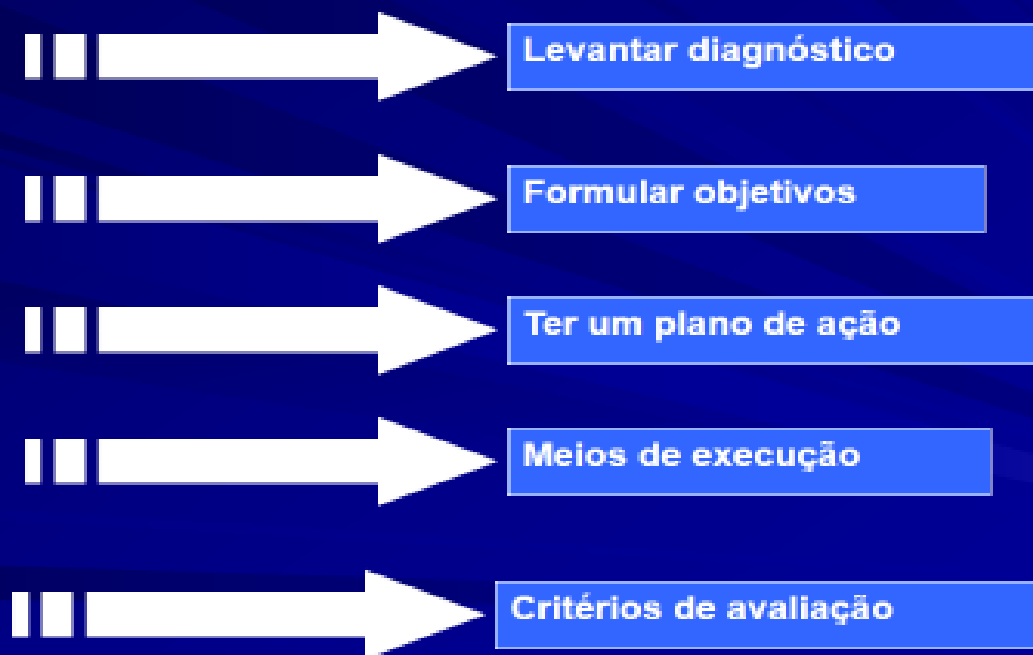 Levantar diagnóstico
Formular objetivos
Ter um plano de ação
Meios de execução
Critérios de avaliação